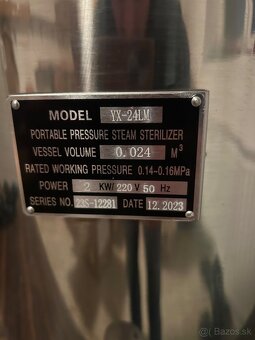 MODEL YX-24LM
PORTABLE PRESSURE STEAM STERILIZER
VESSEL VOLUME 0.024 M³
RATED WORKING PRESSURE 0.14-0.16MPa
POWER 2 KW/220V 50 Hz
SERIES NO. 23S-12281 DATE 12.2023
Bazos.sk